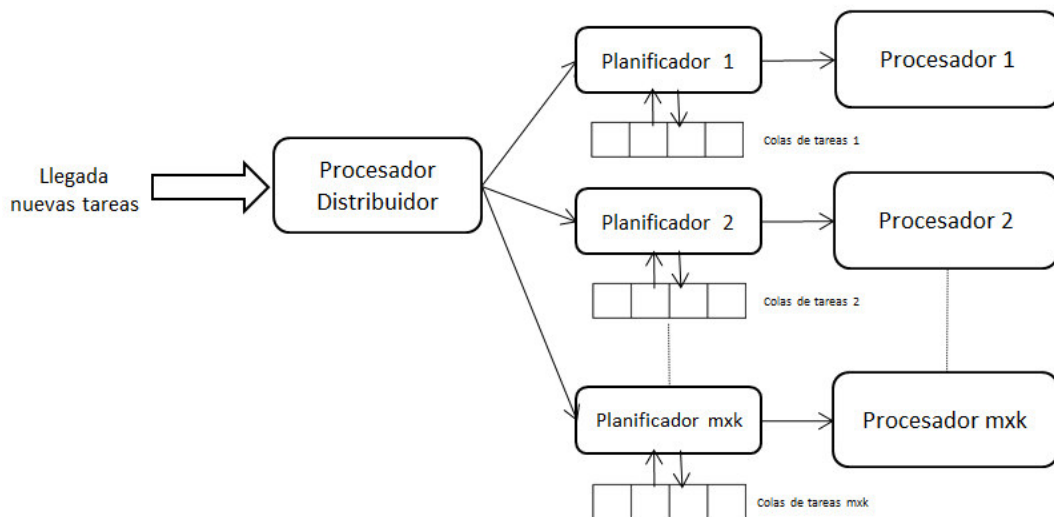 Planificador 1
Procesador 1
Colas de tareas 1
Llegada
nuevas tareas
Procesador
Distribuidor
Planificador 2
Procesador 2
Colas de tareas 2
Planificador mxk
Procesador mxk
Colas de tareas mxk